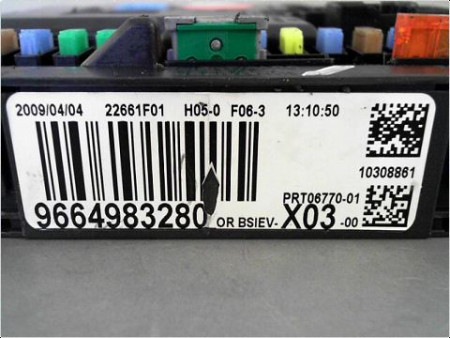 2009/04/04 22661F01 H05-0 F06-3 13:10:50
10308861
PRT06770-01
9664983280 OR BSIEV-X03-00